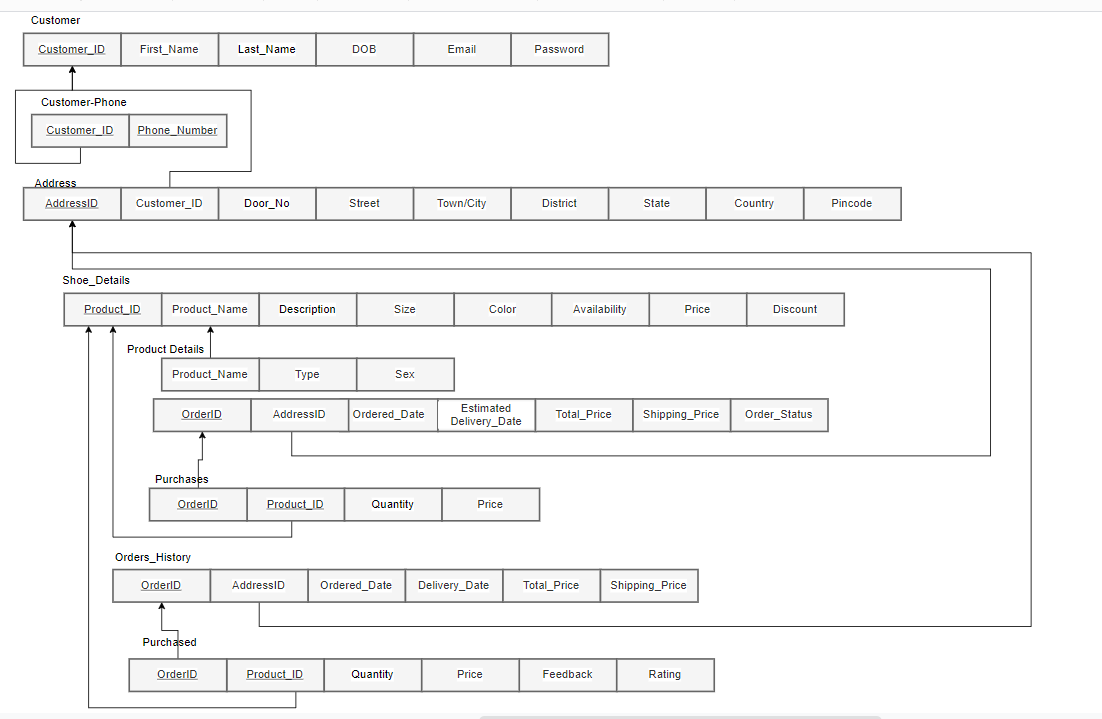 Customer
Customer_ID First_Name Last_Name DOB Email Password
Customer-Phone
Customer_ID Phone_Number
Address
AddressID Customer_ID Door_No Street Town/City District State Country Pincode
Shoe_Details
Product_ID Product_Name Description Size Color Availability Price Discount
Product Details
Product_Name Type Sex
OrderID AddressID Ordered_Date Estimated Delivery_Date Total_Price Shipping_Price Order_Status
Purchases
OrderID Product_ID Quantity Price
Orders_History
OrderID AddressID Ordered_Date Delivery_Date Total_Price Shipping_Price
Purchased
OrderID Product_ID Quantity Price Feedback Rating